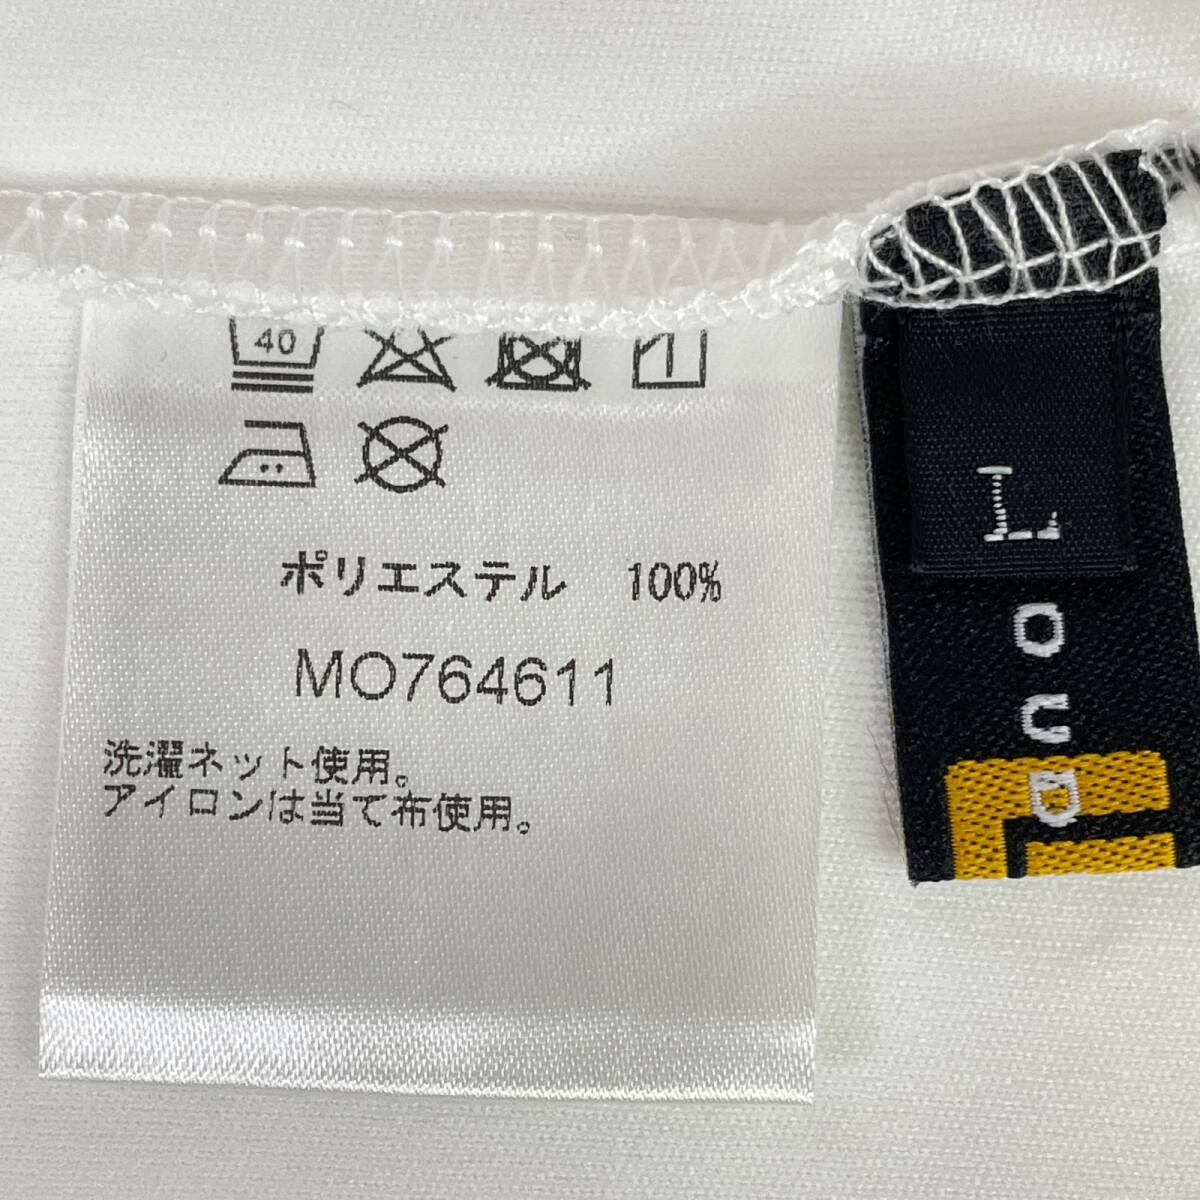 40
ポリエステル 100%
MO764611
洗濯ネット使用。
アイロンは当て布使用。
L
OUD